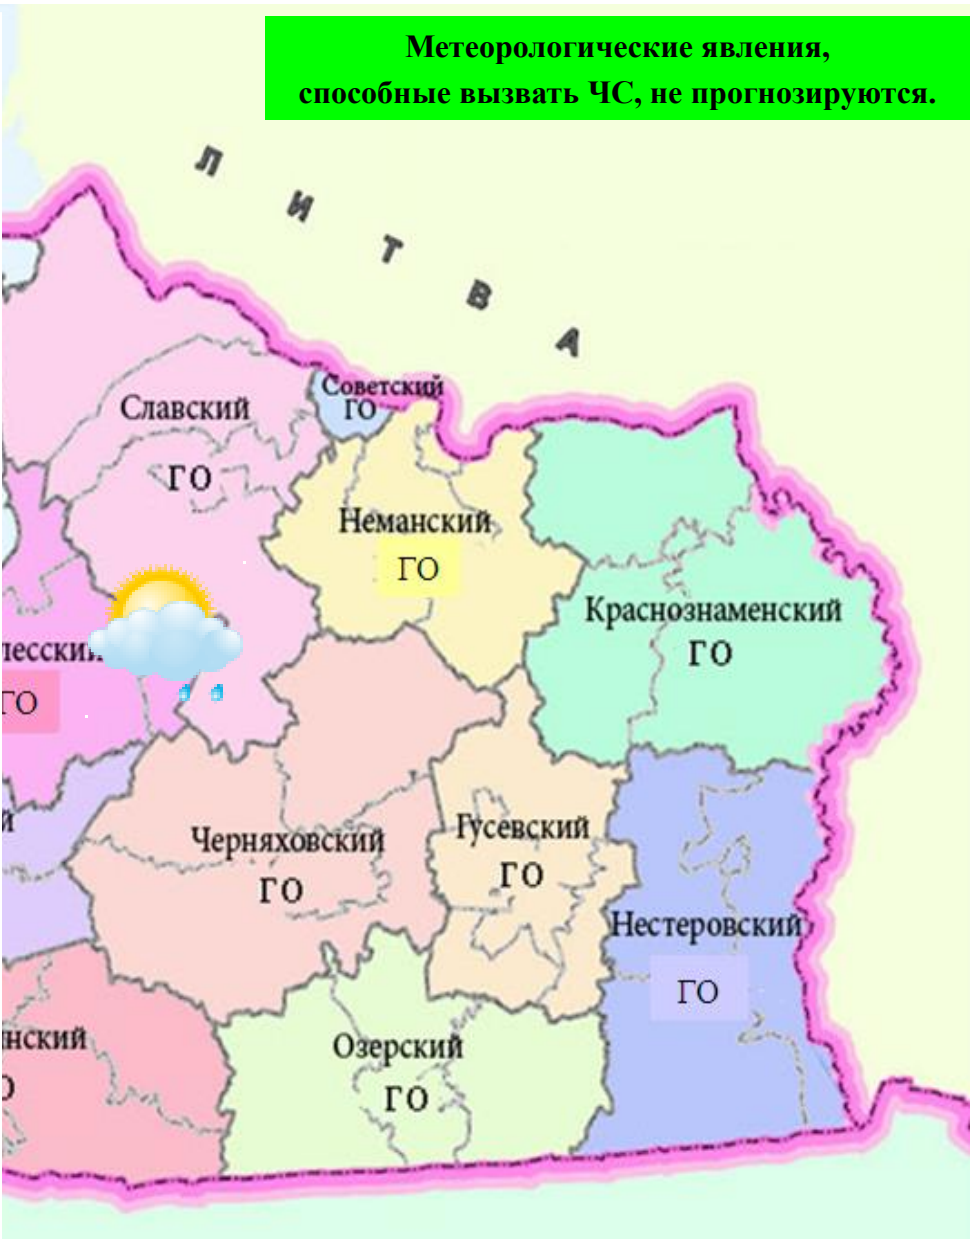 Метеорологические явления,
способные вызвать ЧС, не прогнозируются.
ЛИТВА
Советский
ГО
Славский
ГО
Неманский
ГО
Краснознаменский
ГО
ГО
Черняховский
ГО
Гусевский
ГО
Нестеровский
ГО
Озерский
ГО